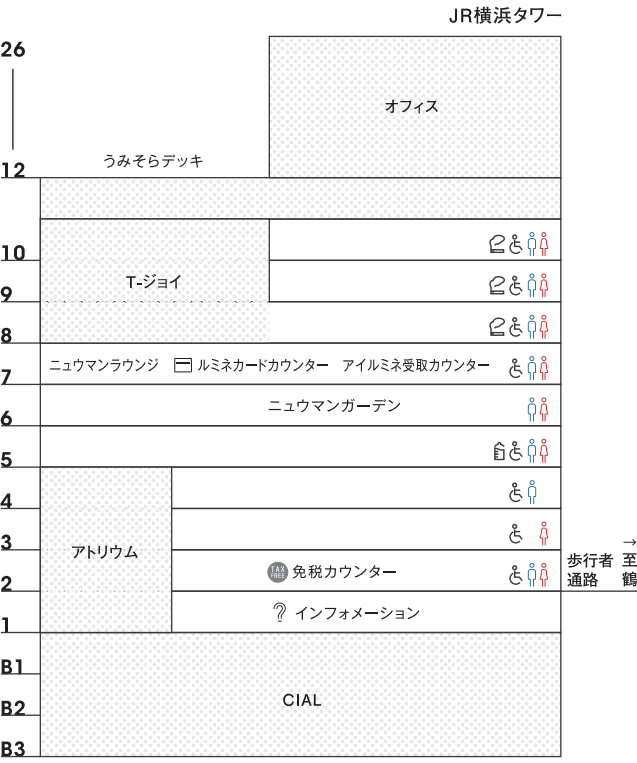 JR横浜タワー
26
オフィス
うみそらデッキ
12
10
T-ジョイ
9
8
ニュウマンラウンジ ルミネカードカウンター アイルミネ受取カウンター
7
ニュウマンガーデン
6
5
4
アトリウム
3
→
歩行者 至
通路 鶴
TAX
FREE
免税カウンター
2
インフォメーション
1
B1
CIAL
B2
B3